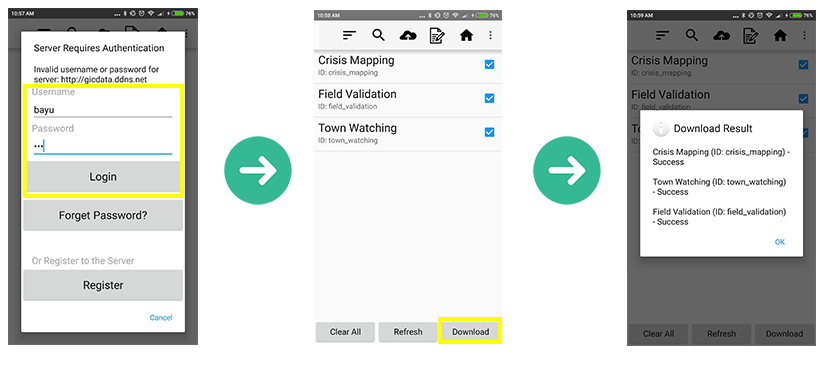 10:57 AM
76%
Server Requires Authentication
Invalid username or password for
server: http://gicdata.ddns.net
Username
bayu
Password
Login
Forget Password?
Or Register to the Server
Register
Cancel
10:58 AM
76%
Crisis Mapping
ID: crisis_mapping
Field Validation
ID: field_validation
Town Watching
ID: town_watching
Clear All
Refresh
Download
10:59 AM
76%
Crisis Mapping
ID: crisis_mapping
Field Validation
ID: field_validation
Download Result
Crisis Mapping (ID: crisis_mapping) -
Success
Town Watching (ID: town_watching)
- Success
Field Validation (ID: field_validation)
- Success
OK
Clear All
Refresh
Download